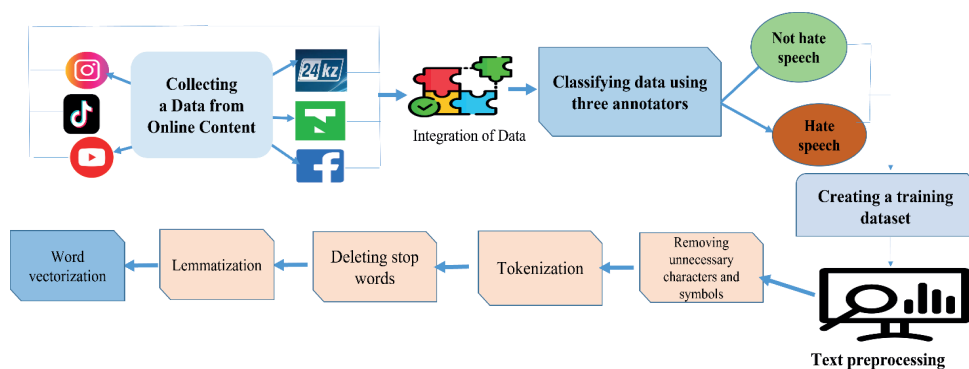 Collecting
a Data from
Online Content
24kz
Integration of Data
Classifying data using
three annotators
Not hate
speech
Hate
speech
Creating a training
dataset
Text preprocessing
Removing
unnecessary
characters and
symbols
Tokenization
Deleting stop
words
Lemmatization
Word
vectorization